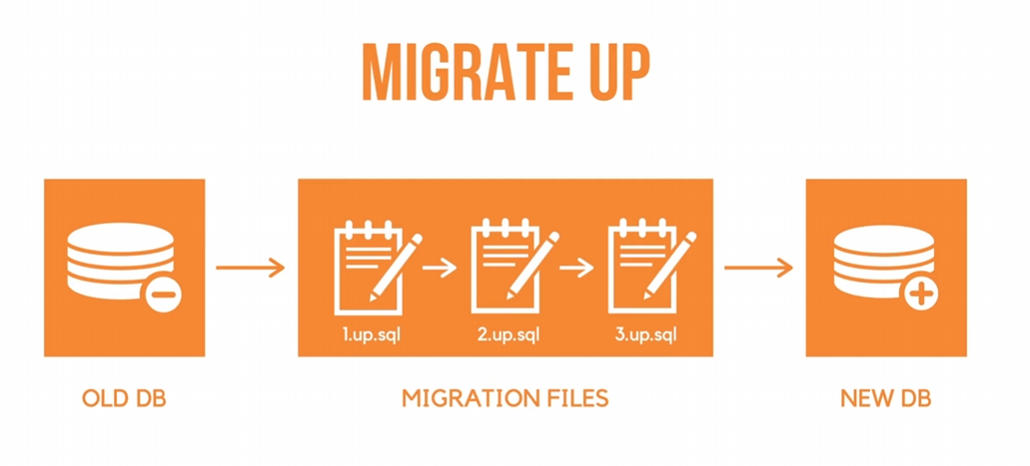 MIGRATE UP
1.up.sql
2.up.sql
3.up.sql
OLD DB
MIGRATION FILES
NEW DB